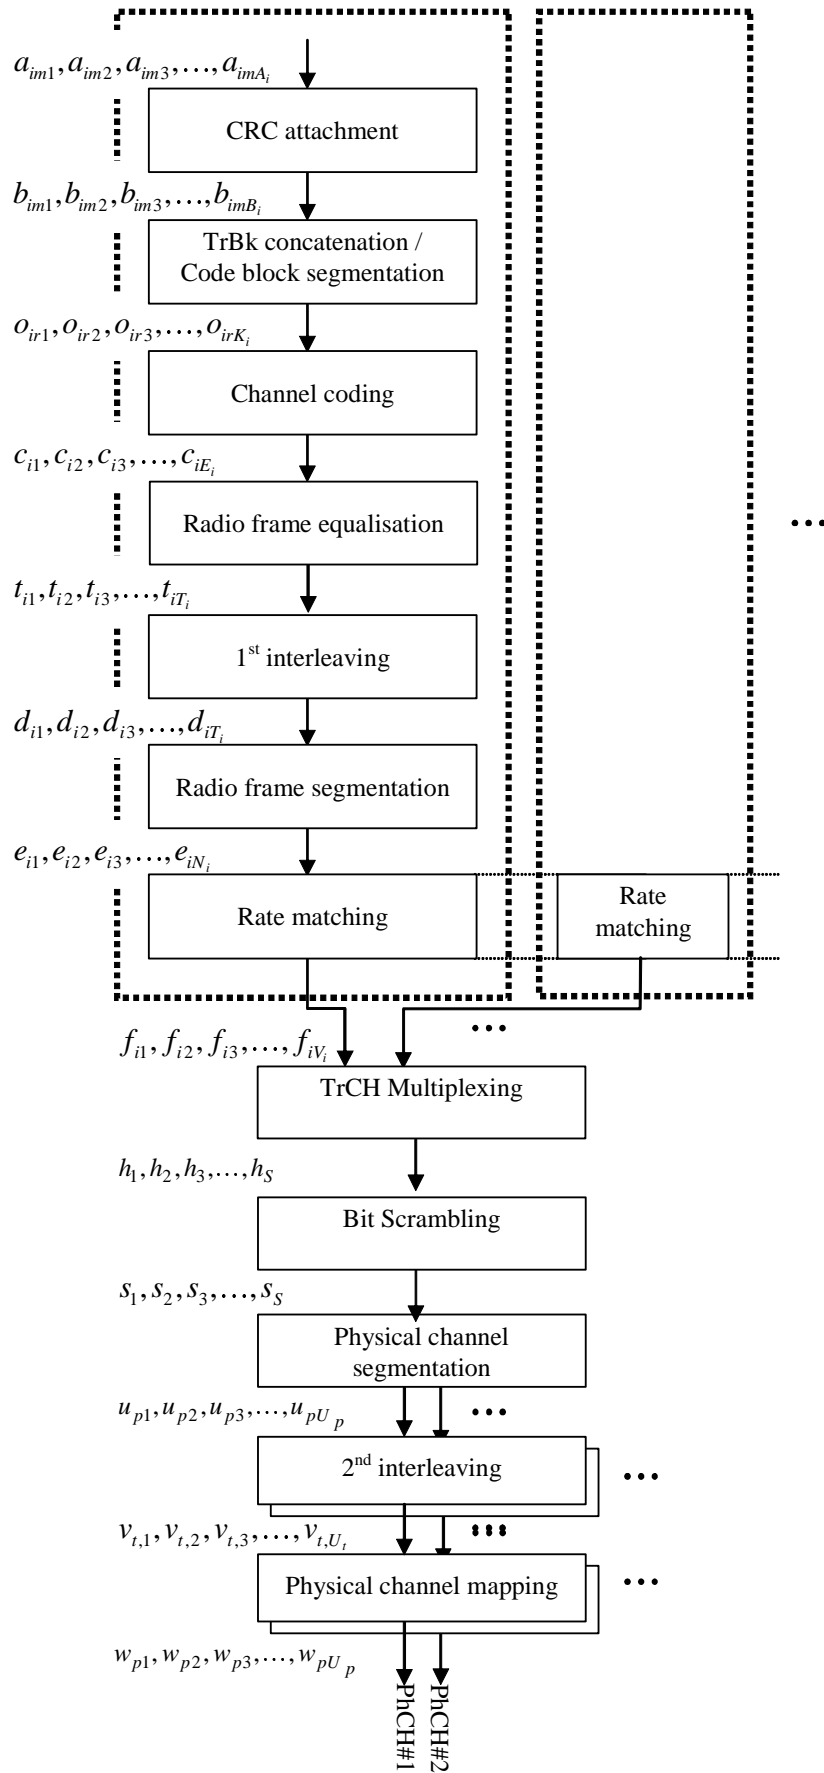 a_{im1}, a_{im2}, a_{im3}, ..., a_{imA_i}
CRC attachment
b_{im1}, b_{im2}, b_{im3}, ..., b_{imB_i}
TrBk concatenation /
Code block segmentation
o_{ir1}, o_{ir2}, o_{ir3}, ..., o_{irK_i}
Channel coding
c_{i1}, c_{i2}, c_{i3}, ..., c_{iE_i}
Radio frame equalisation
...
t_{i1}, t_{i2}, t_{i3}, ..., t_{iT_i}
1^{st} interleaving
d_{i1}, d_{i2}, d_{i3}, ..., d_{iT_i}
Radio frame segmentation
e_{i1}, e_{i2}, e_{i3}, ..., e_{iN_i}
Rate matching
Rate
matching
...
f_{i1}, f_{i2}, f_{i3}, ..., f_{iV_i}
TrCH Multiplexing
h_1, h_2, h_3, ..., h_S
Bit Scrambling
s_1, s_2, s_3, ..., s_S
Physical channel
segmentation
u_{p1}, u_{p2}, u_{p3}, ..., u_{pU_p}
...
2^{nd} interleaving
...
v_{t,1}, v_{t,2}, v_{t,3}, ..., v_{t,U_t}
...
Physical channel mapping
...
w_{p1}, w_{p2}, w_{p3}, ..., w_{pU_p}
PhCH#1
PhCH#2